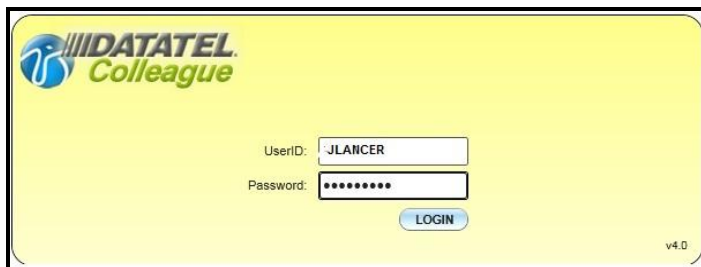 DATATEL.
Colleague
UserID: JLANCER
Password: •••••••••
LOGIN
v4.0